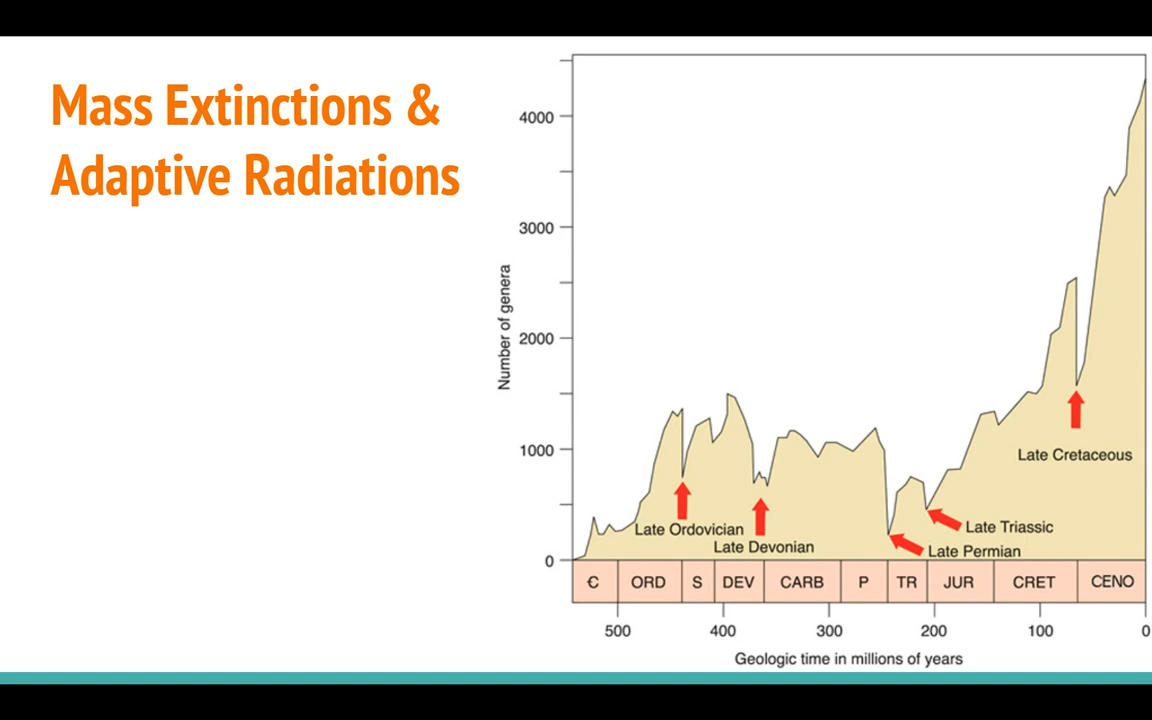 Mass Extinctions &
Adaptive Radiations
Number of genera
4000
3000
2000
1000
0
Late Cretaceous
Late Ordovician
Late Triassic
Late Devonian
Late Permian
Є ORD S DEV CARB P TR JUR CRET CENO
500 400 300 200 100 0
Geologic time in millions of years